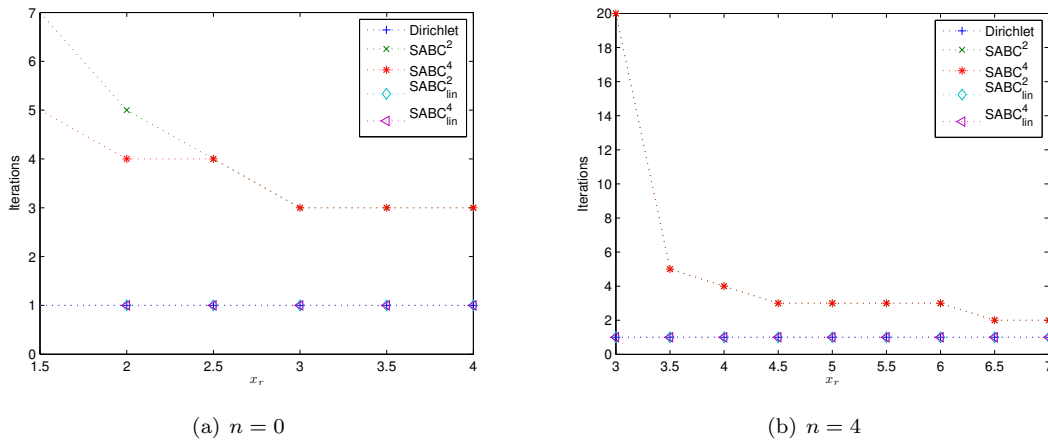 7
6
5
4
3
2
1
0
Iterations
1.5 2 2.5 3 3.5 4
x_r
Dirichlet
SABC^2
SABC^4
SABC^2_lin
SABC^4_lin
(a) n = 0
20
18
16
14
12
10
8
6
4
2
0
Iterations
3 3.5 4 4.5 5 5.5 6 6.5 7
x_r
Dirichlet
SABC^2
SABC^4
SABC^2_lin
SABC^4_lin
(b) n = 4